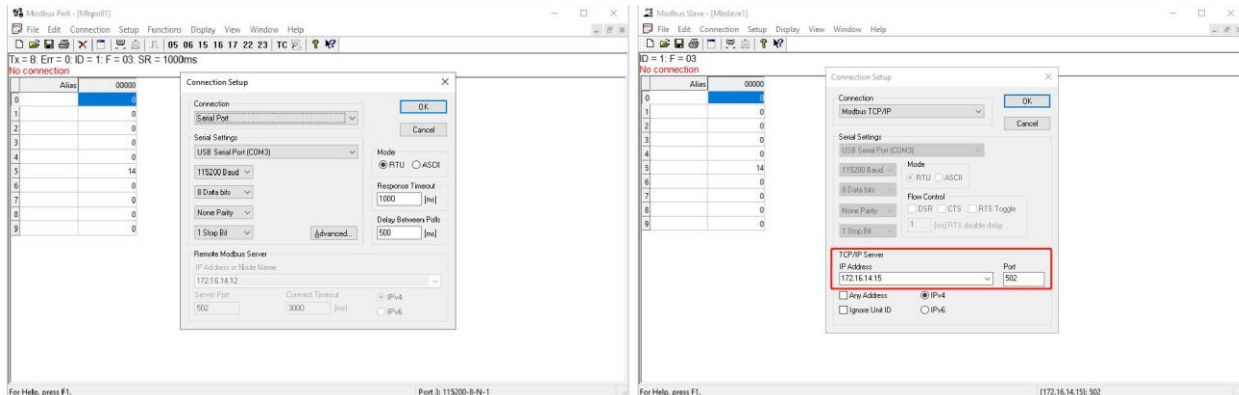 Modbus Poll - [Mbpoll1]
File Edit Connection Setup Functions Display View Window Help
05 06 15 16 17 22 23 TC
Tx = 8: Err = 0: ID = 1: F = 03: SR = 1000ms
No connection
Alias 00000
0 0
1 0
2 0
3 0
4 0
5 14
6 0
7 0
8 0
9 0
Connection Setup
Connection
OK
Serial Port
Cancel
Serial Settings
USB Serial Port (COM3)
Mode
RTU ASCII
115200 Baud
8 Data bits
Response Timeout
1000 [ms]
None Parity
Delay Between Polls
1 Stop Bit Advanced... 500 [ms]
Remote Modbus Server
IP Address or Node Name
172.16.14.12
Server Port Connect Timeout
502 3000 [ms]
IPv4
IPv6
For Help, press F1. Port 3: 115200-8-N-1
Modbus Slave - [Mbslave1]
File Edit Connection Setup Display View Window Help
ID = 1: F = 03
No connection
Alias 00000
0 0
1 0
2 0
3 0
4 0
5 14
6 0
7 0
8 0
9 0
Connection Setup
Connection
OK
Modbus TCP/IP
Cancel
Serial Settings
USB Serial Port (COM3)
Mode
115200 Baud
RTU ASCII
8 Data bits
Flow Control
None Parity
DSR CTS RTS Toggle
1 Stop Bit
1 [ms] RTS disable delay
TCP/IP Server
IP Address Port
172.16.14.15 502
Any Address IPv4
Ignore Unit ID IPv6
For Help, press F1. [172.16.14.15]: 502